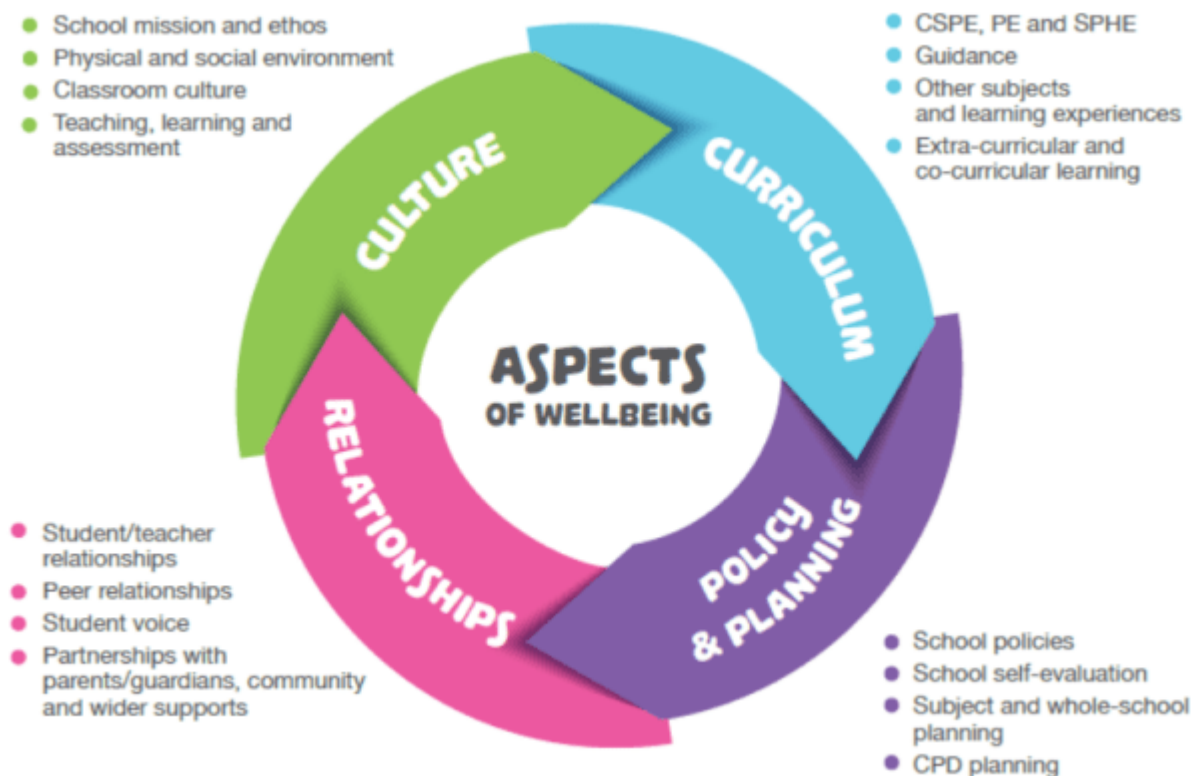 School mission and ethos
Physical and social environment
Classroom culture
Teaching, learning and
assessment
CSPE, PE and SPHE
Guidance
Other subjects
and learning experiences
Extra-curricular and
co-curricular learning
CULTURE
CURRICULUM
ASPECTS
OF WELLBEING
RELATIONSHIPS
POLICY
& PLANNING
Student/teacher
relationships
Peer relationships
Student voice
Partnerships with
parents/guardians, community
and wider supports
School policies
School self-evaluation
Subject and whole-school
planning
CPD planning